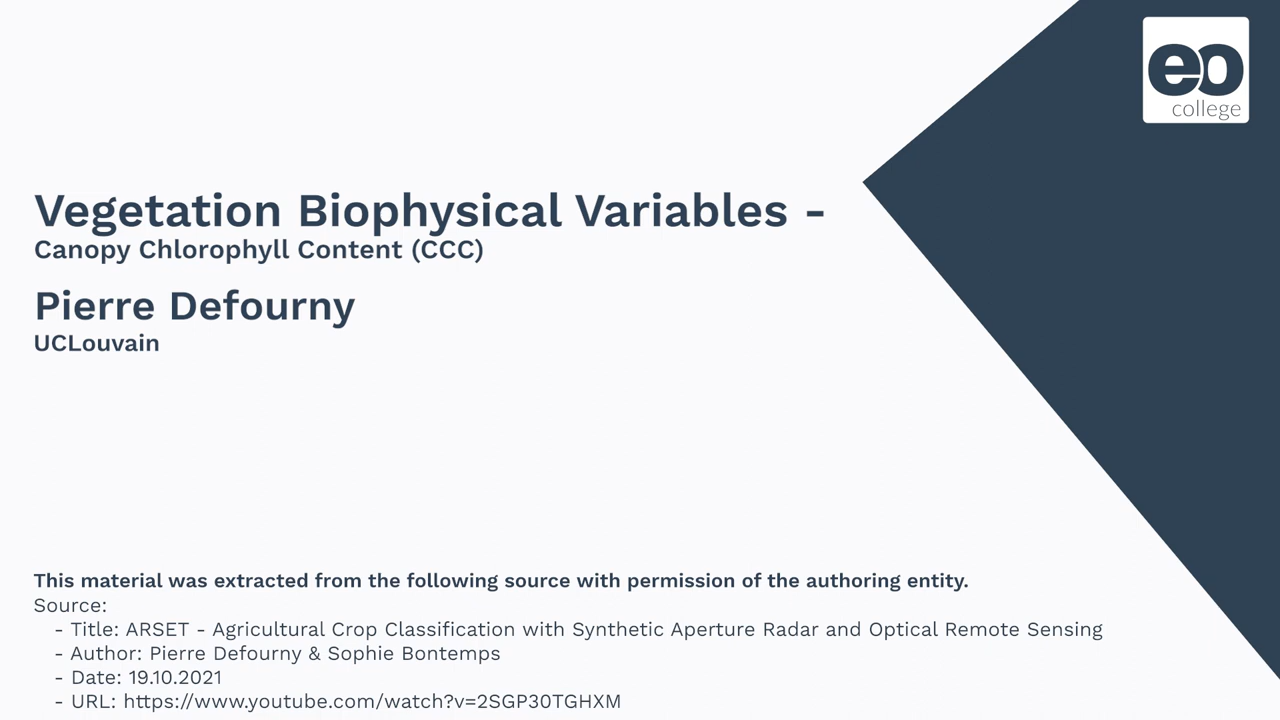 eo
college
Vegetation Biophysical Variables -
Canopy Chlorophyll Content (CCC)
Pierre Defourny
UCLouvain
This material was extracted from the following source with permission of the authoring entity.
Source:
- Title: ARSET - Agricultural Crop Classification with Synthetic Aperture Radar and Optical Remote Sensing
- Author: Pierre Defourny & Sophie Bontemps
- Date: 19.10.2021
- URL: https://www.youtube.com/watch?v=2SGP30TGHXM